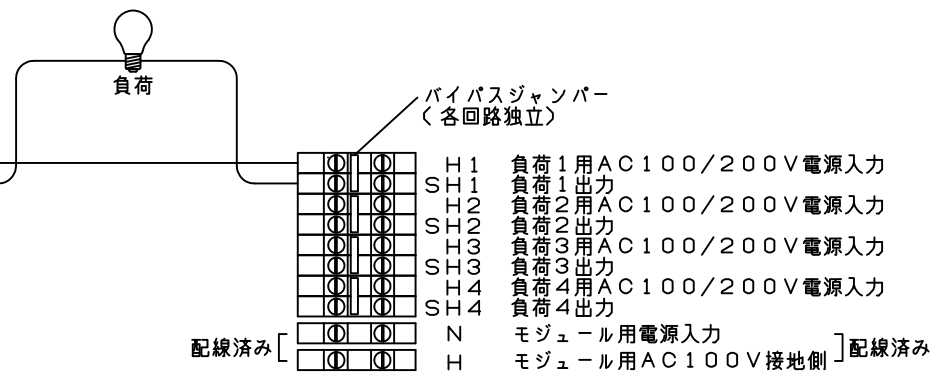 負荷
バイパスジャンパー
（各回路独立）
H1 負荷1用AC100/200V電源入力
SH1 負荷1出力
H2 負荷2用AC100/200V電源入力
SH2 負荷2出力
H3 負荷3用AC100/200V電源入力
SH3 負荷3出力
H4 負荷4用AC100/200V電源入力
SH4 負荷4出力
N モジュール用電源入力
配線済み 配線済み
H モジュール用AC100V接地側